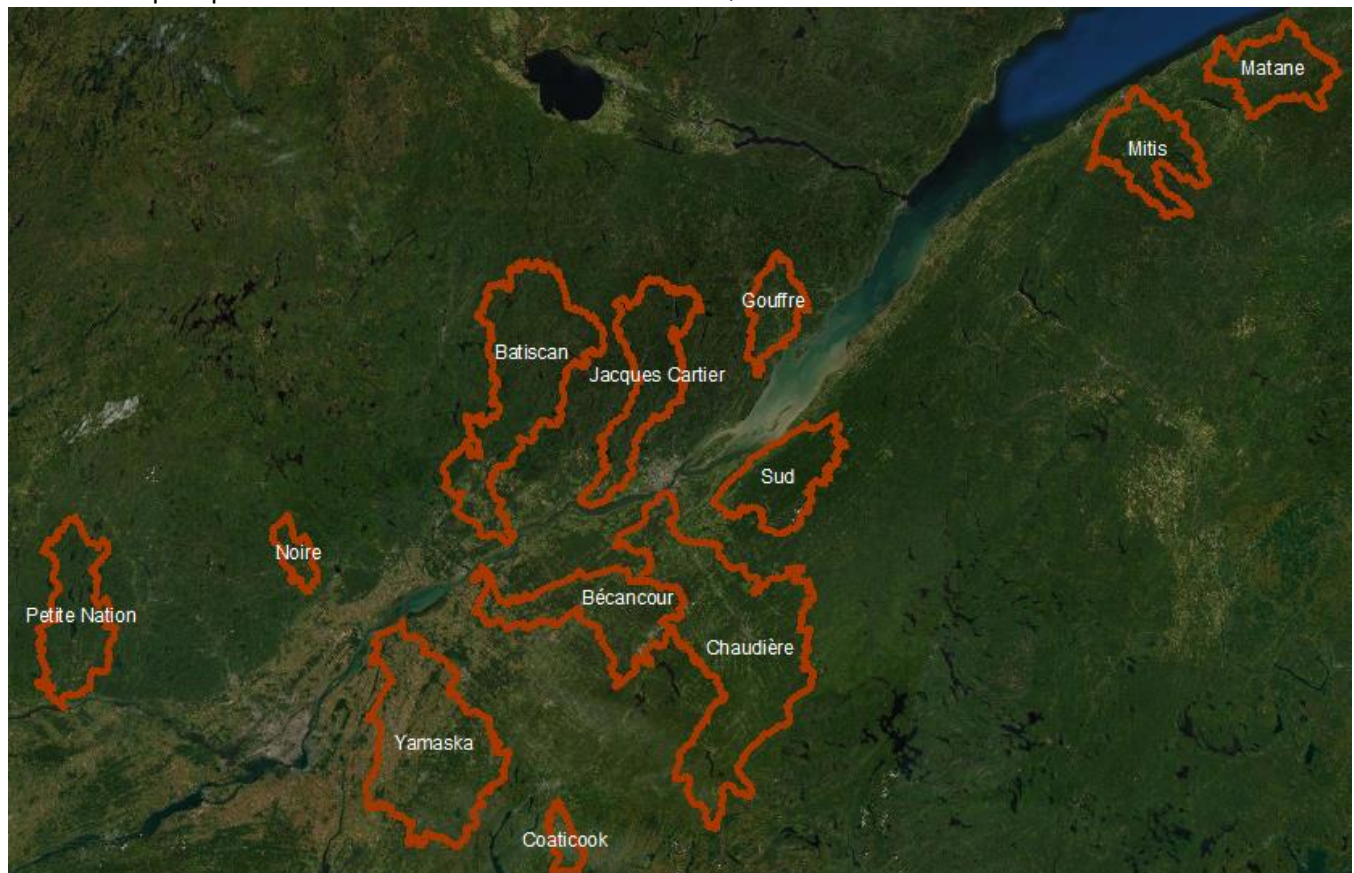 Matane
Mitis
Gouffre
Batiscan
Jacques Cartier
Sud
Noire
Bécancour
Petite Nation
Chaudière
Yamaska
Coaticook